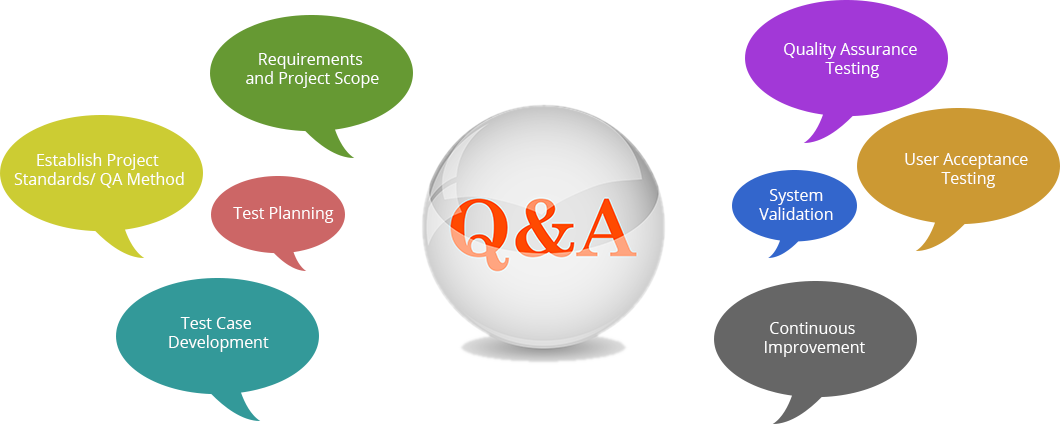 Requirements
and Project Scope
Establish Project
Standards/ QA Method
Test Planning
Test Case
Development
Q&A
Quality Assurance
Testing
User Acceptance
Testing
System
Validation
Continuous
Improvement